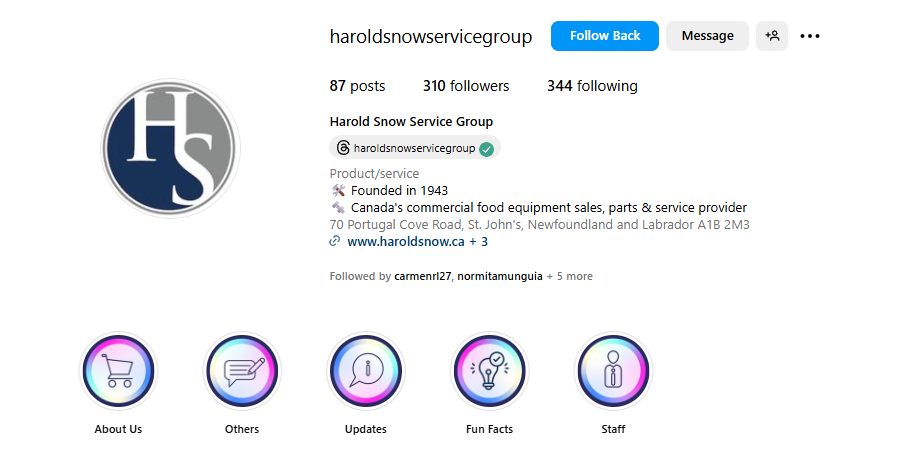 haroldsnowservicegroup Follow Back Message
87 posts 310 followers 344 following
HS
Harold Snow Service Group
haroldsnowservicegroup
Product/service
🛠️ Founded in 1943
🔩 Canada's commercial food equipment sales, parts & service provider
70 Portugal Cove Road, St. John's, Newfoundland and Labrador A1B 2M3
www.haroldsnow.ca + 3
Followed by carmenrl27, normitamunguia + 5 more
About Us Others Updates Fun Facts Staff